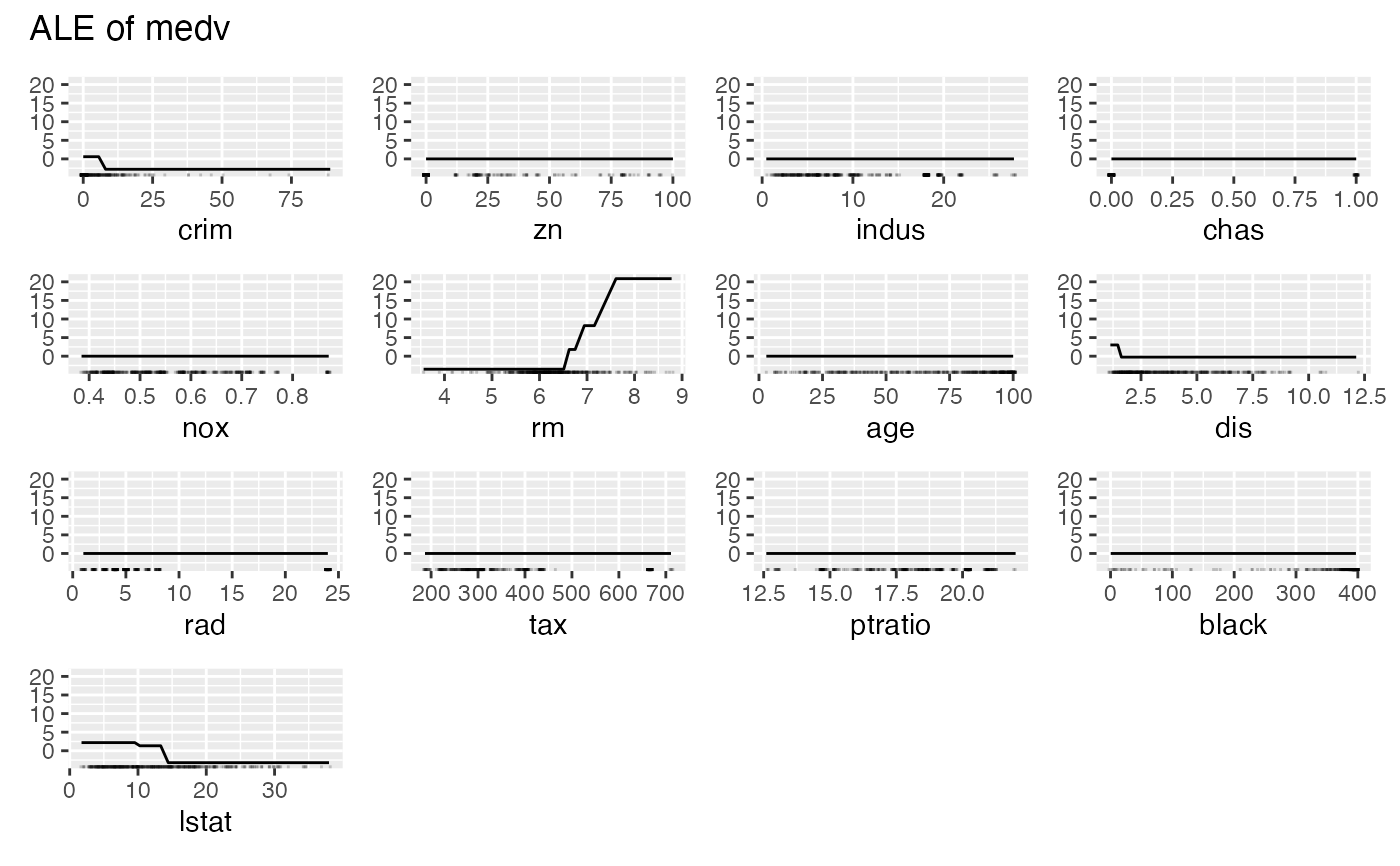 ALE of medv
20 20 20 20
15 15 15 15
10 10 10 10
5 5 5 5
0 0 0 0
0 25 50 75 0 25 50 75 100 0 10 20 0.00 0.25 0.50 0.75 1.00
crim zn indus chas
20 20 20 20
15 15 15 15
10 10 10 10
5 5 5 5
0 0 0 0
0.4 0.5 0.6 0.7 0.8 4 5 6 7 8 9 0 25 50 75 100 2.5 5.0 7.5 10.0 12.5
nox rm age dis
20 20 20 20
15 15 15 15
10 10 10 10
5 5 5 5
0 0 0 0
0 5 10 15 20 25 200 300 400 500 600 700 12.5 15.0 17.5 20.0 0 100 200 300 400
rad tax ptratio black
20
15
10
5
0
0 10 20 30
lstat